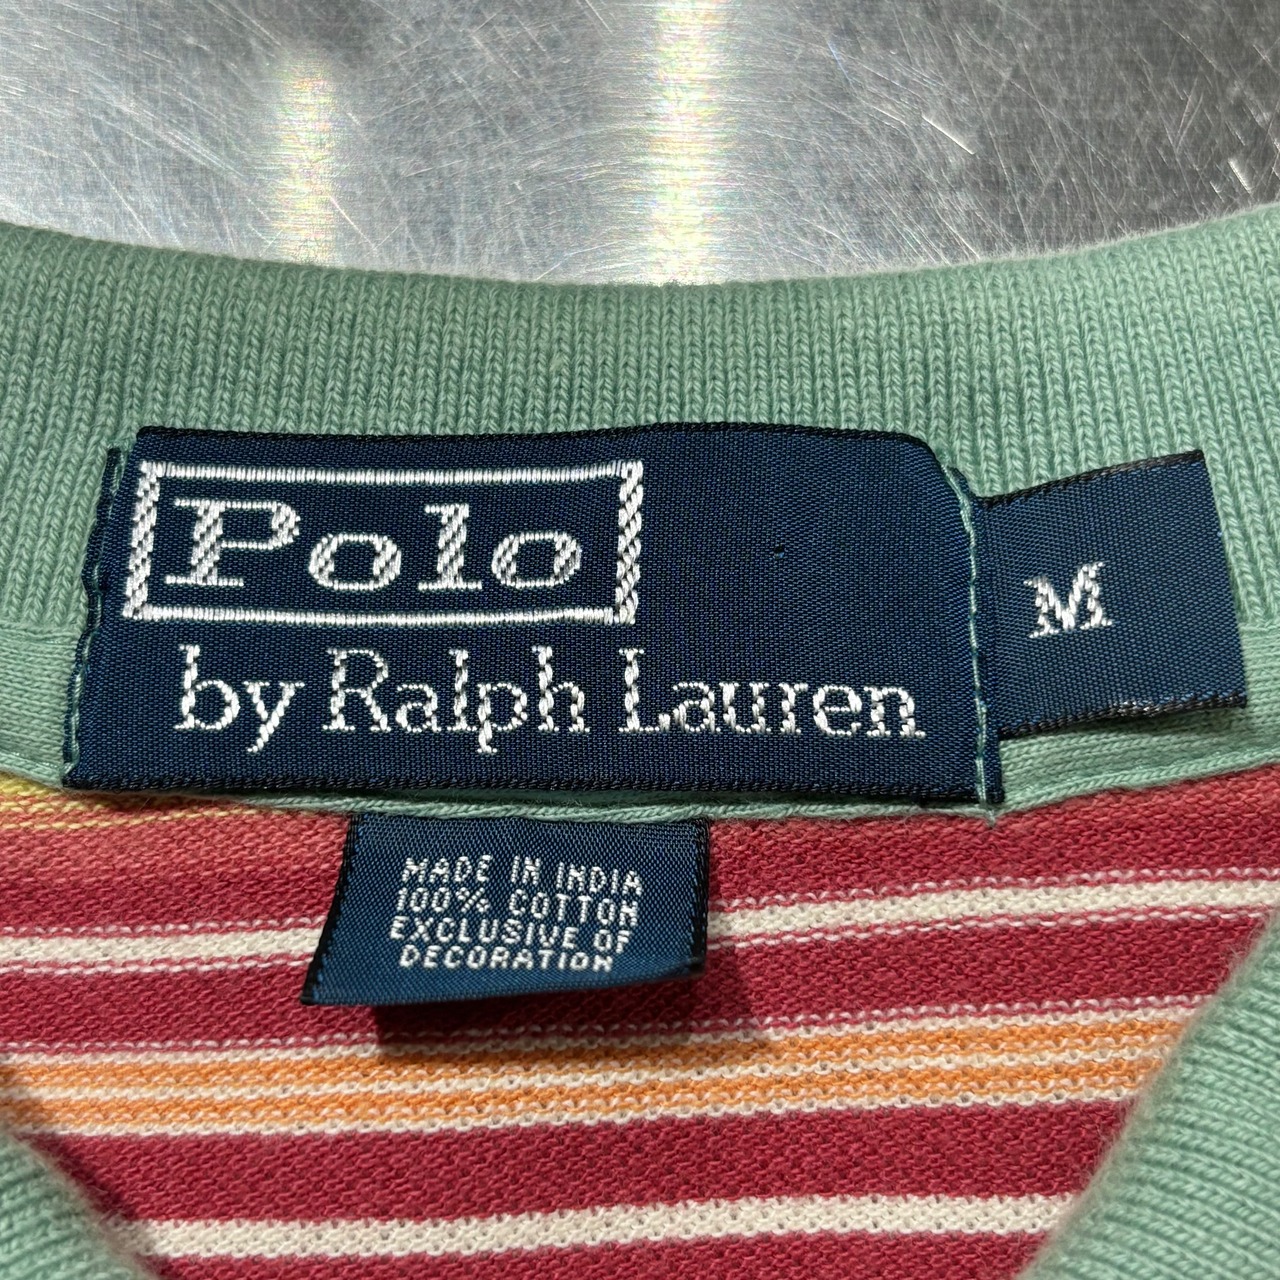 Polo
by Ralph Lauren
M
MADE IN INDIA
100% COTTON
EXCLUSIVE OF
DECORATION